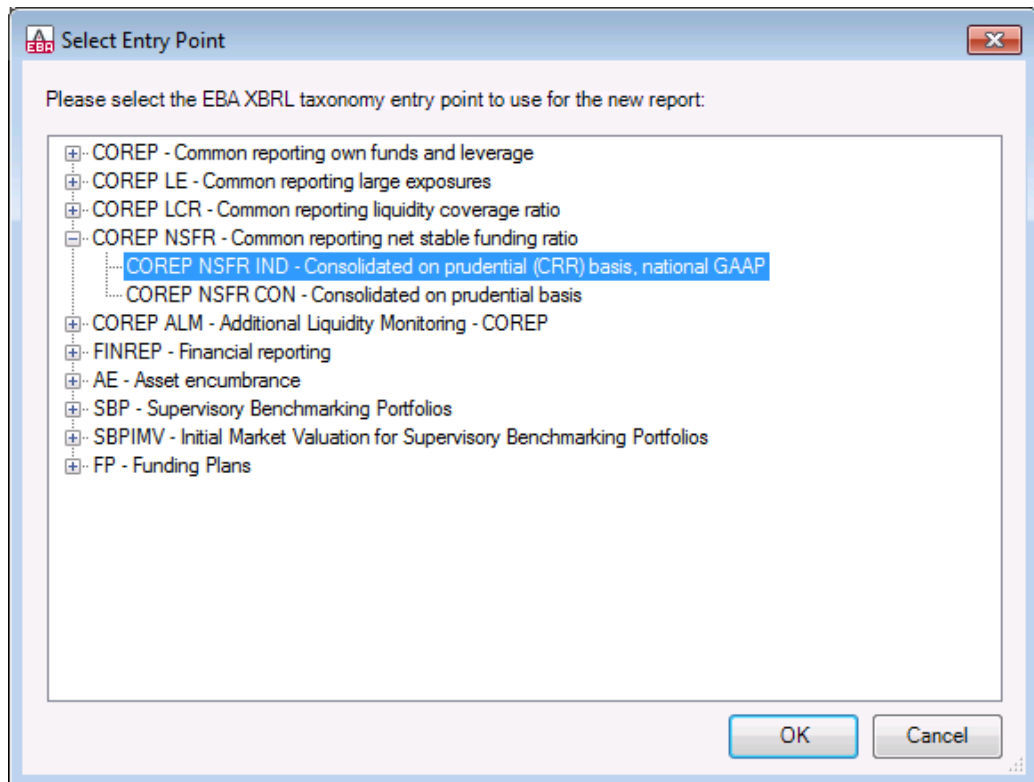 EBA
Select Entry Point
Please select the EBA XBRL taxonomy entry point to use for the new report:
COREP - Common reporting own funds and leverage
COREP LE - Common reporting large exposures
COREP LCR - Common reporting liquidity coverage ratio
COREP NSFR - Common reporting net stable funding ratio
COREP NSFR IND - Consolidated on prudential (CRR) basis, national GAAP
COREP NSFR CON - Consolidated on prudential basis
COREP ALM - Additional Liquidity Monitoring - COREP
FINREP - Financial reporting
AE - Asset encumbrance
SBP - Supervisory Benchmarking Portfolios
SBPIMV - Initial Market Valuation for Supervisory Benchmarking Portfolios
FP - Funding Plans
OK Cancel